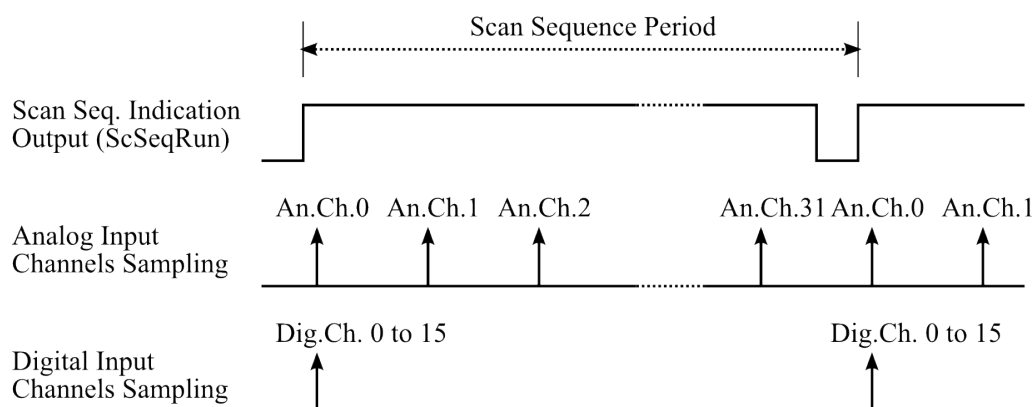 Scan Sequence Period
Scan Seq. Indication
Output (ScSeqRun)
An.Ch.0 An.Ch.1 An.Ch.2 An.Ch.31 An.Ch.0 An.Ch.1
Analog Input
Channels Sampling
Dig.Ch. 0 to 15 Dig.Ch. 0 to 15
Digital Input
Channels Sampling